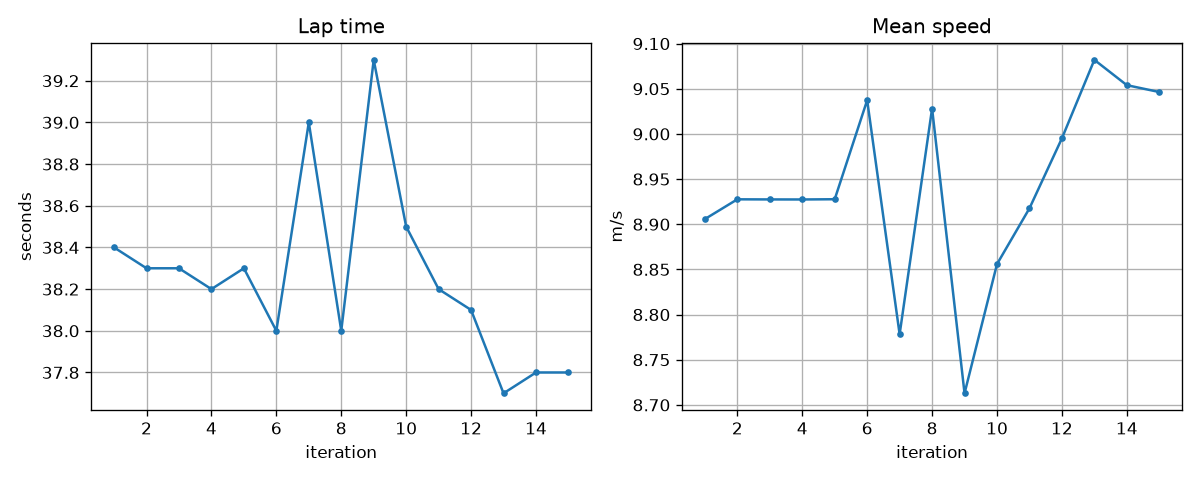 Lap time
seconds
39.2
39.0
38.8
38.6
38.4
38.2
38.0
37.8
2 4 6 8 10 12 14
iteration
Mean speed
m/s
9.10
9.05
9.00
8.95
8.90
8.85
8.80
8.75
8.70
2 4 6 8 10 12 14
iteration